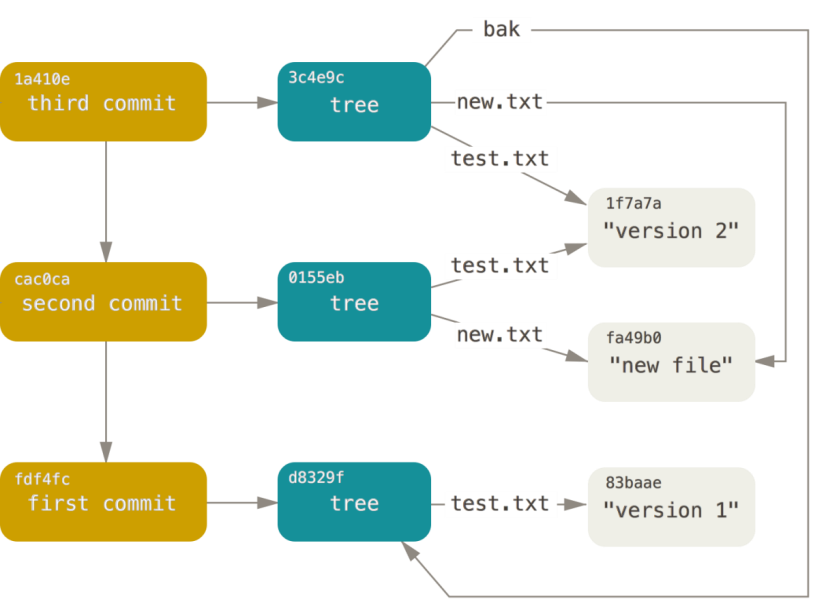 bak
1a410e
third commit
3c4e9c
tree
new.txt
test.txt
1f7a7a
"version 2"
cac0ca
second commit
0155eb
tree
test.txt
new.txt
fa49b0
"new file"
fdf4fc
first commit
d8329f
tree
test.txt
83baae
"version 1"